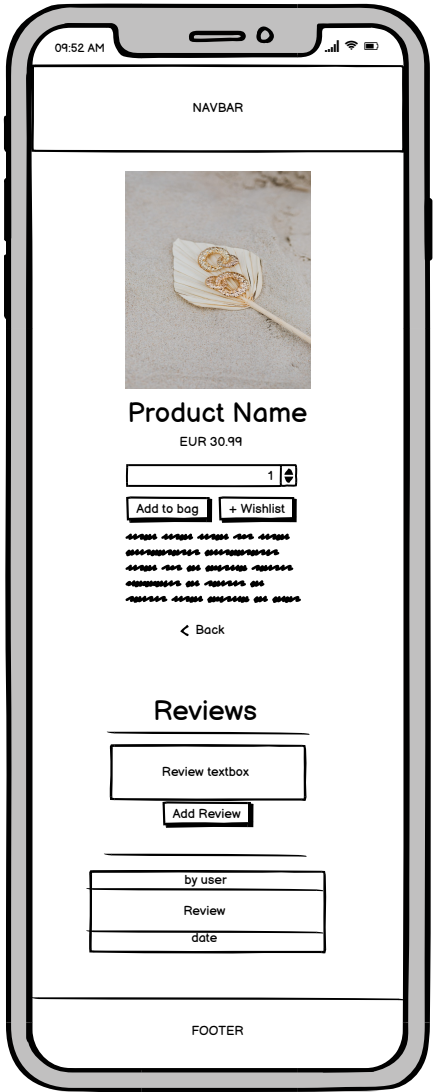 09:52 AM
NAVBAR
Product Name
EUR 30.99
1
Add to bag + Wishlist
Back
Reviews
Review textbox
Add Review
by user
Review
date
FOOTER